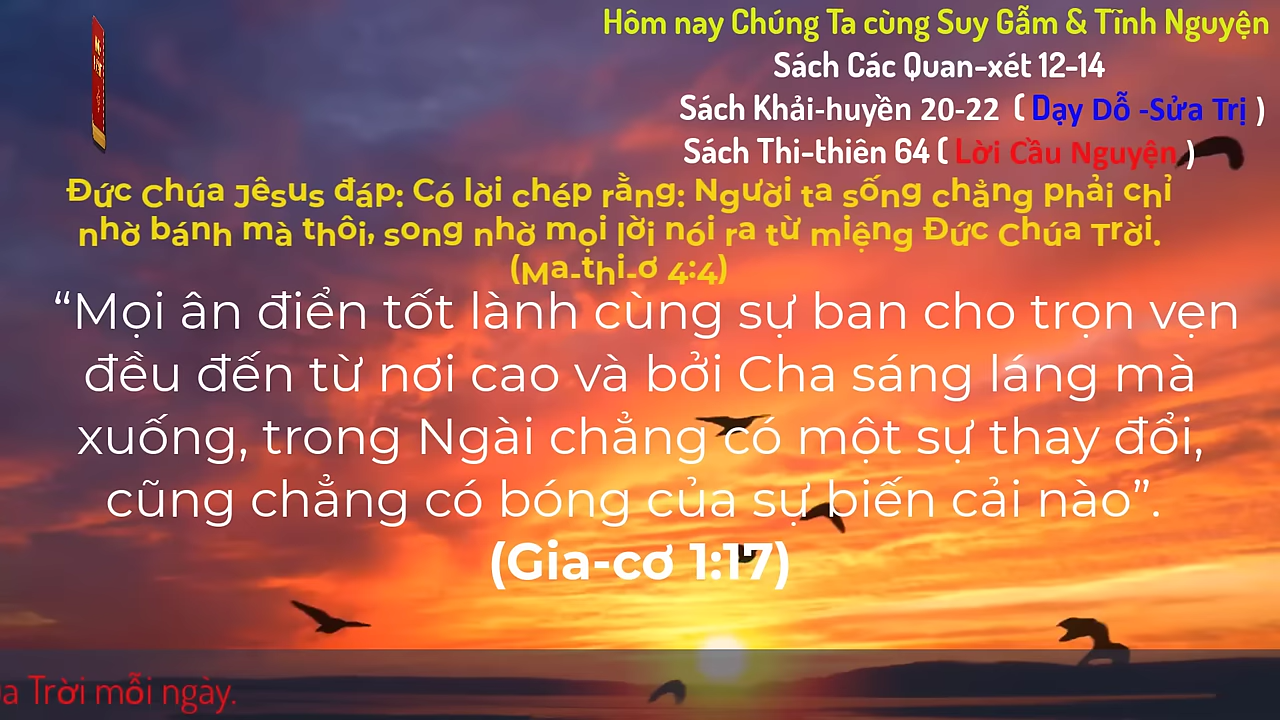 Hôm nay Chúng Ta cùng Suy Gẫm & Tĩnh Nguyện
Sách Các Quan-xét 12-14
Sách Khải-huyền 20-22 ( Dạy Dỗ -Sửa Trị )
Sách Thi-thiên 64 ( Lời Cầu Nguyện )
Đức Chúa Jêsus đáp: Có lời chép rằng: Người ta sống chẳng phải chỉ
nhờ bánh mà thôi, song nhờ mọi lời nói ra từ miệng Đức Chúa Trời.
(Ma-thi-ơ 4:4)
“Mọi ân điển tốt lành cùng sự ban cho trọn vẹn
đều đến từ nơi cao và bởi Cha sáng láng mà
xuống, trong Ngài chẳng có một sự thay đổi,
cũng chẳng có bóng của sự biến cải nào”.
(Gia-cơ 1:17)
Trời mỗi ngày.